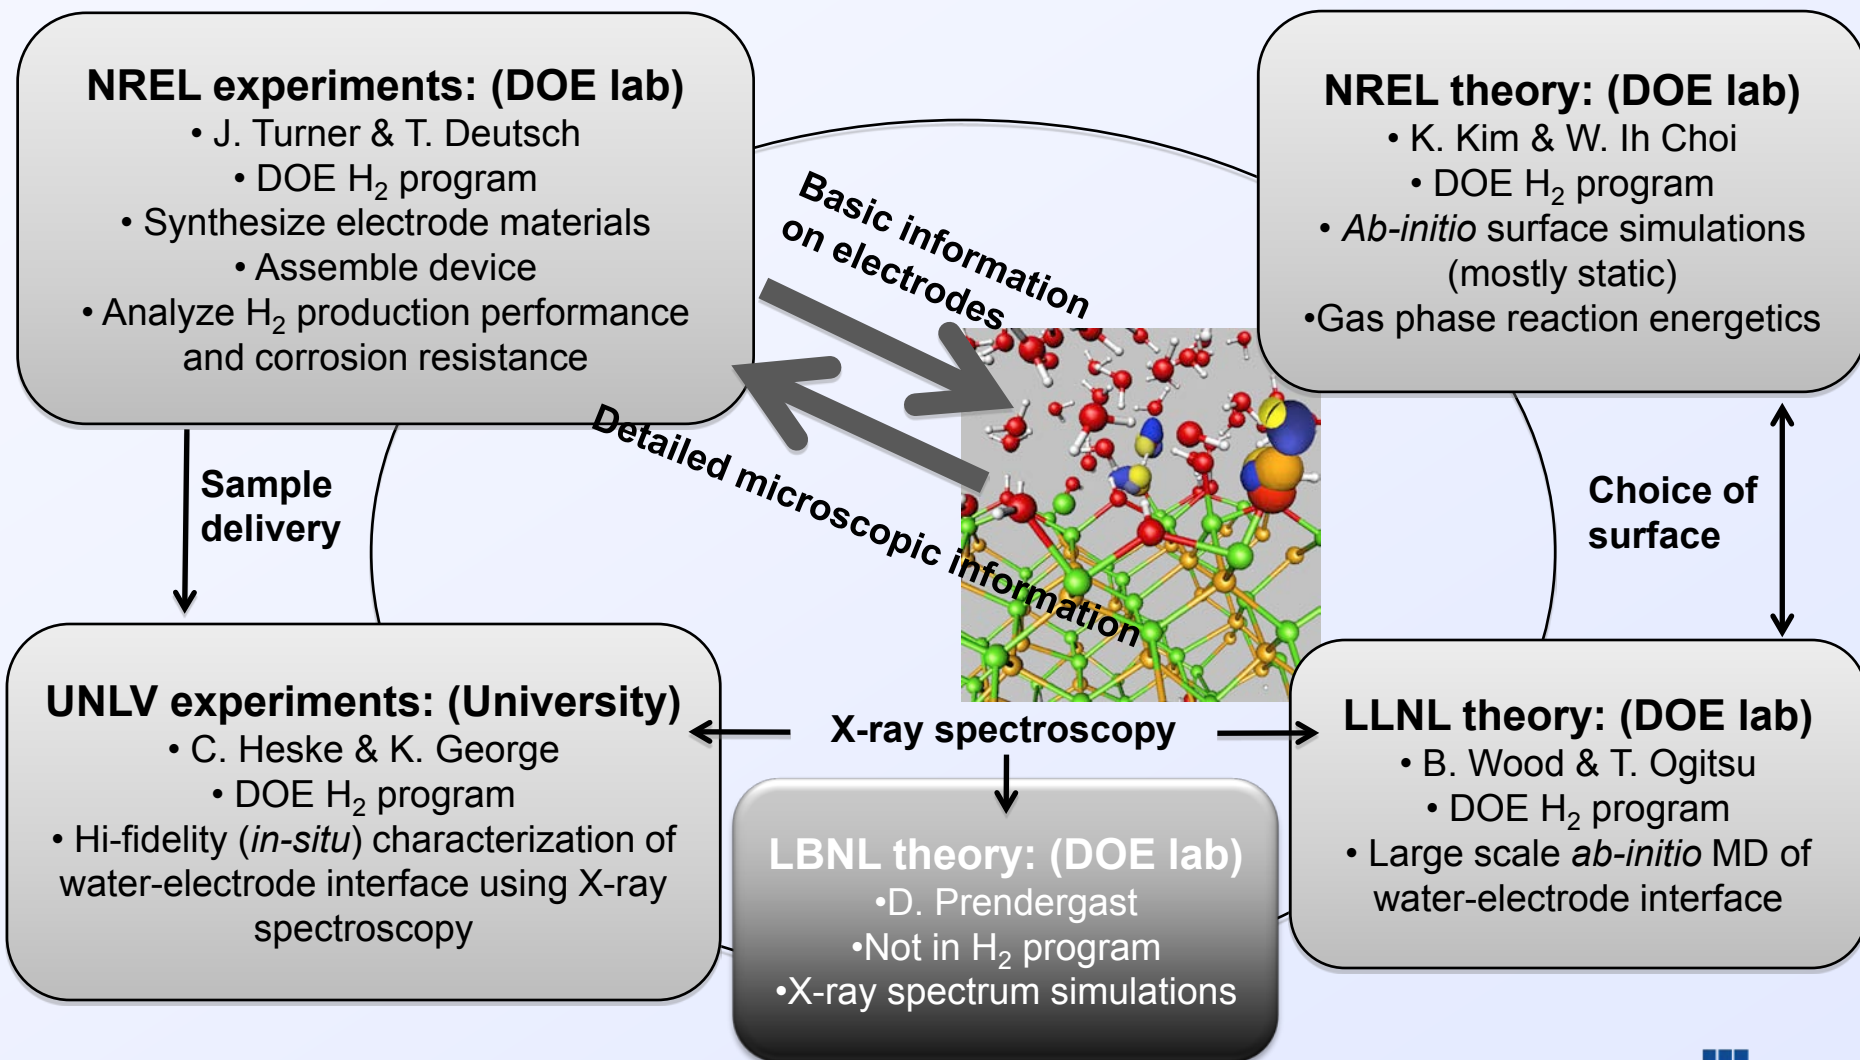 NREL experiments: (DOE lab)
• J. Turner & T. Deutsch
• DOE H₂ program
• Synthesize electrode materials
• Assemble device
• Analyze H₂ production performance
and corrosion resistance
NREL theory: (DOE lab)
• K. Kim & W. Ih Choi
• DOE H₂ program
• Ab-initio surface simulations
(mostly static)
•Gas phase reaction energetics
Basic information
on electrodes
Detailed microscopic information
Sample
delivery
Choice of
surface
UNLV experiments: (University)
• C. Heske & K. George
• DOE H₂ program
• Hi-fidelity (in-situ) characterization of
water-electrode interface using X-ray
spectroscopy
X-ray spectroscopy
LBNL theory: (DOE lab)
•D. Prendergast
•Not in H₂ program
•X-ray spectrum simulations
LLNL theory: (DOE lab)
• B. Wood & T. Ogitsu
• DOE H₂ program
• Large scale ab-initio MD of
water-electrode interface